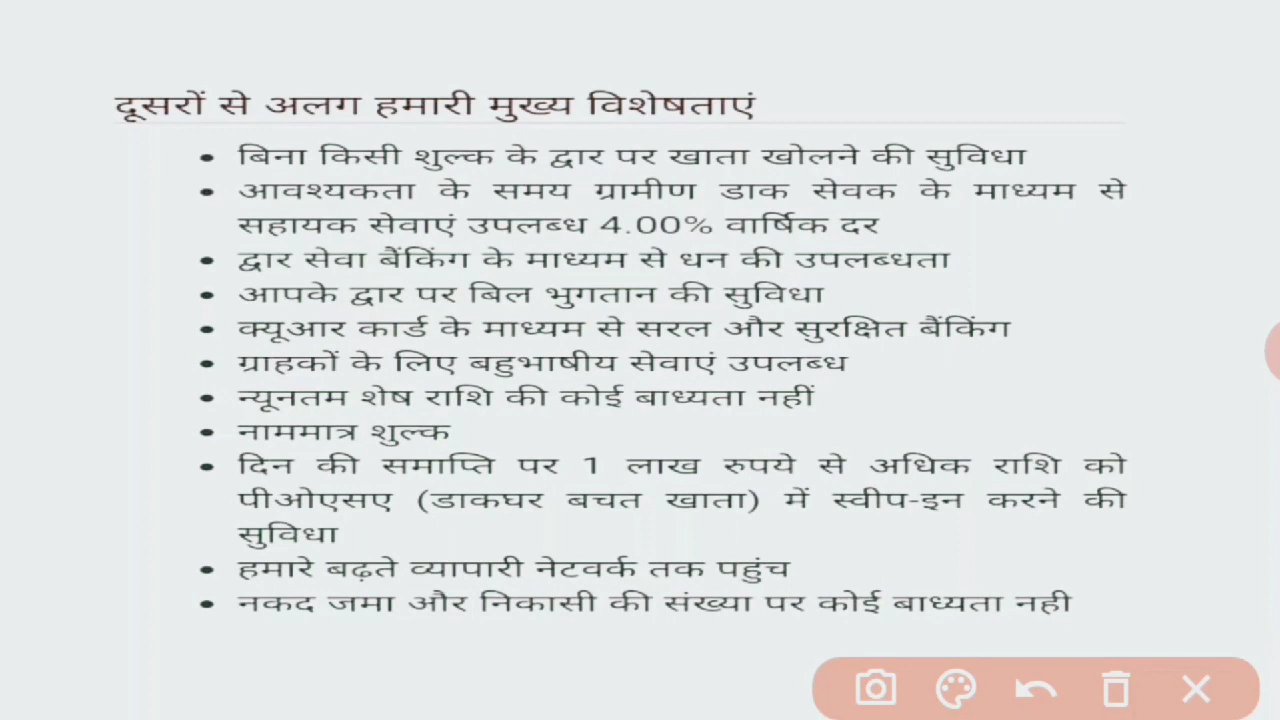 दूसरों से अलग हमारी मुख्य विशेषताएं
• बिना किसी शुल्क के द्वार पर खाता खोलने की सुविधा
• आवश्यकता के समय ग्रामीण डाक सेवक के माध्यम से
सहायक सेवाएं उपलब्ध 4.00% वार्षिक दर
• द्वार सेवा बैंकिंग के माध्यम से धन की उपलब्धता
• आपके द्वार पर बिल भुगतान की सुविधा
• क्यूआर कार्ड के माध्यम से सरल और सुरक्षित बैंकिंग
• ग्राहकों के लिए बहुभाषीय सेवाएं उपलब्ध
• न्यूनतम शेष राशि की कोई बाध्यता नहीं
• नाममात्र शुल्क
• दिन की समाप्ति पर 1 लाख रुपये से अधिक राशि को
पीओएसए (डाकघर बचत खाता) में स्वीप-इन करने की
सुविधा
• हमारे बढ़ते व्यापारी नेटवर्क तक पहुंच
• नकद जमा और निकासी की संख्या पर कोई बाध्यता नही